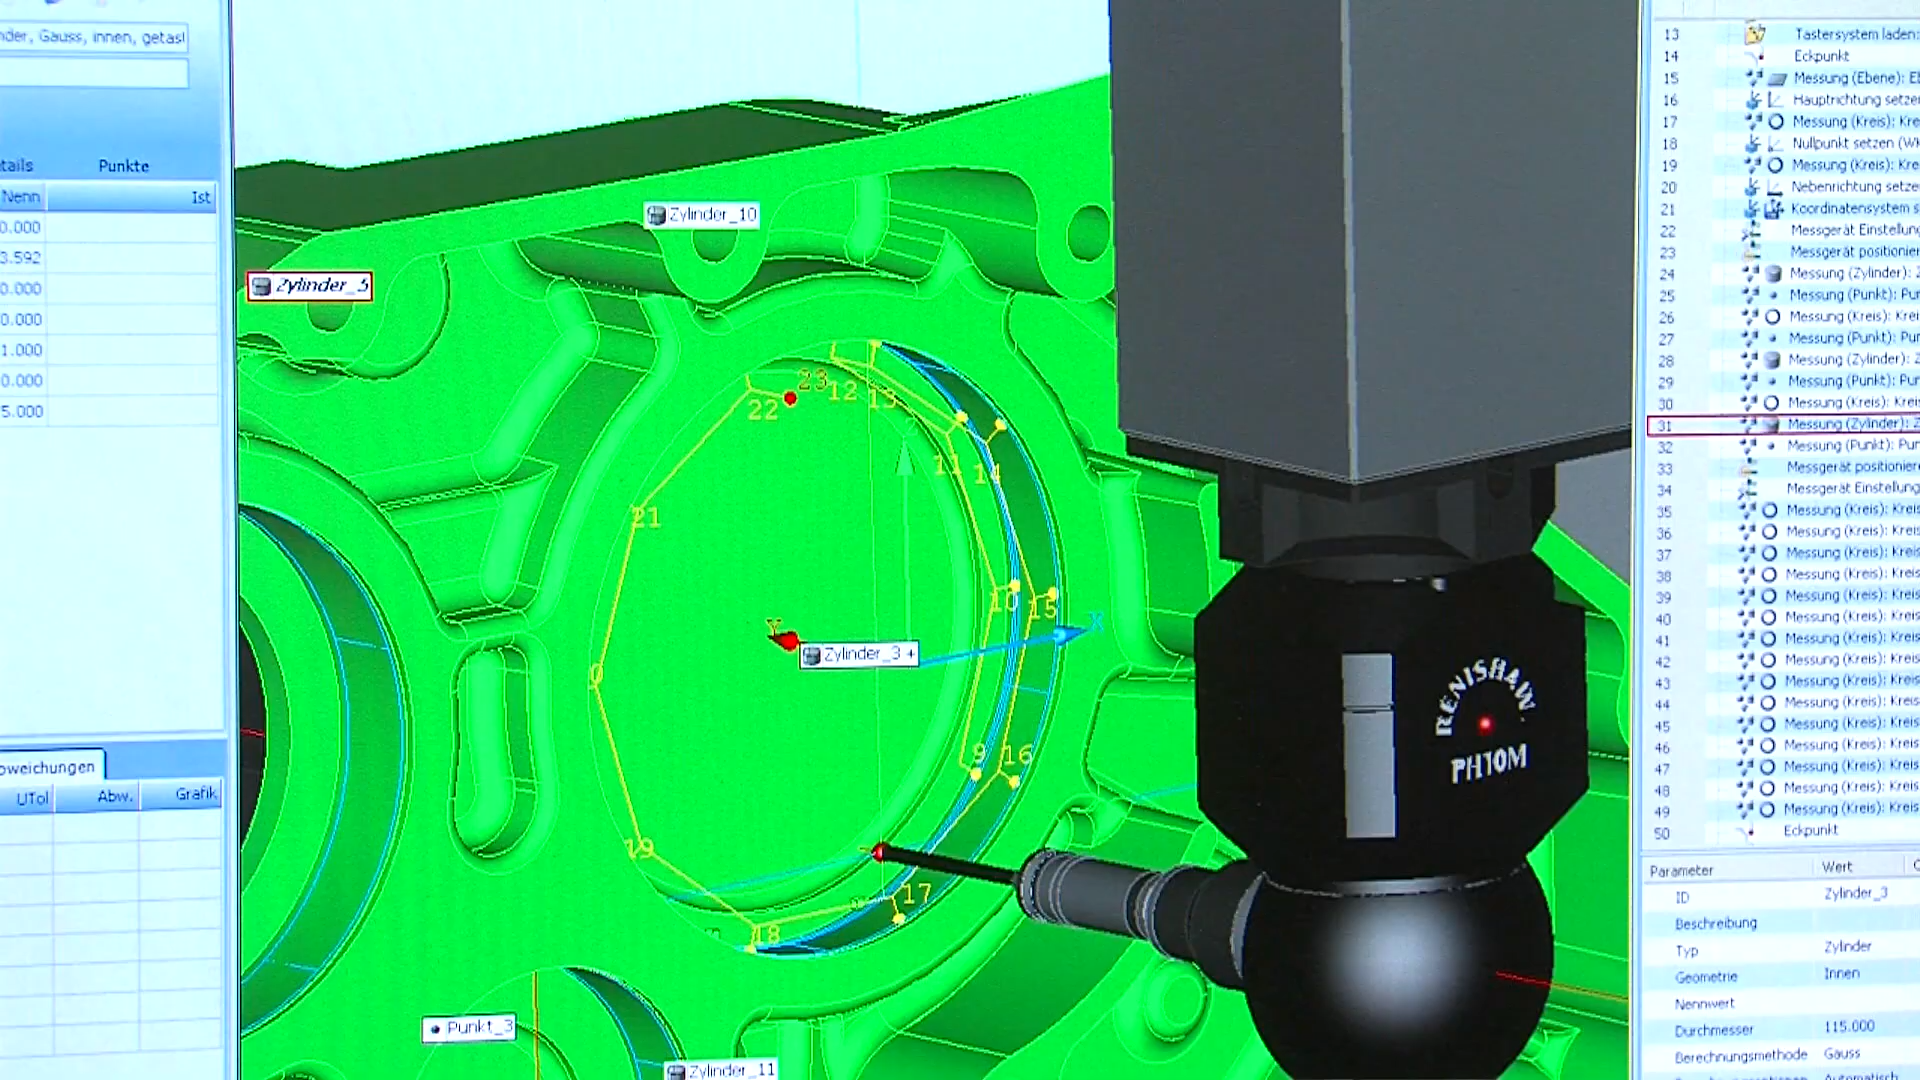 nder, Gauss, innen, getast
tails Punkte
Nenn Ist
0.000
3.592
0.000
0.000
1.000
0.000
5.000
bweichungen
UTol Abw. Grafik
Zylinder_10
Zylinder_5
23
12
13
22
11
14
21
10
15
Y
X
Zylinder_3 +
0
9
16
19
17
18
Punkt_3
Zylinder_11
RENISHAW
PH10M
13 Tastersystem laden:
14 Eckpunkt
15 Messung (Ebene): Eb
16 Hauptrichtung setze
17 Messung (Kreis): Kre
18 Nullpunkt setzen (W
19 Messung (Kreis): Kre
20 Nebenrichtung setze
21 Koordinatensystem s
22 Messgerät Einstellung
23 Messgerät positionier
24 Messung (Zylinder): Z
25 Messung (Punkt): Pur
26 Messung (Kreis): Krei
27 Messung (Punkt): Pur
28 Messung (Zylinder): Z
29 Messung (Punkt): Pun
30 Messung (Kreis): Kreis
31 Messung (Zylinder): Z
32 Messung (Punkt): Pun
33 Messgerät positioniere
34 Messgerät Einstellung
35 Messung (Kreis): Kreis
36 Messung (Kreis): Kreis
37 Messung (Kreis): Kreis
38 Messung (Kreis): Kreis
39 Messung (Kreis): Kreis
40 Messung (Kreis): Kreis
41 Messung (Kreis): Kreis
42 Messung (Kreis): Kreis
43 Messung (Kreis): Kreis
44 Messung (Kreis): Kreis
45 Messung (Kreis): Kreis
46 Messung (Kreis): Kreis
47 Messung (Kreis): Kreis
48 Messung (Kreis): Kreis
49 Messung (Kreis): Kreis
50 Eckpunkt
Parameter Wert
ID Zylinder_3
Beschreibung
Typ Zylinder
Geometrie Innen
Nennwert
Durchmesser 115.000
Berechnungsmethode Gauss
Automatisch